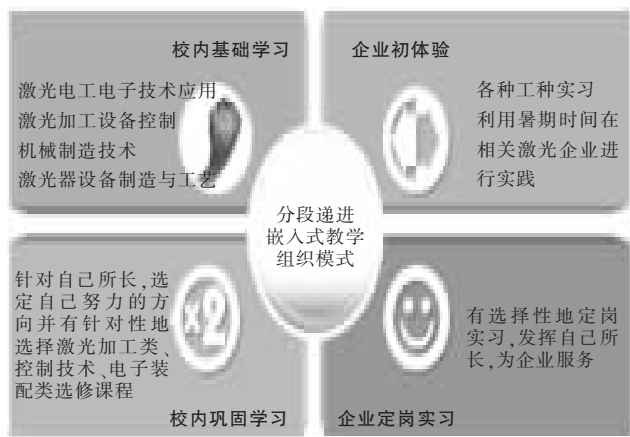 校内基础学习
激光电工电子技术应用
激光加工设备控制
机械制造技术
激光器设备制造与工艺
企业初体验
各种工种实习
利用暑期时间在
相关激光企业进
行实践
分段递进
嵌入式教学
组织模式
针对自己所长,选
定自己努力的方
向并有针对性地
选择激光加工类、
控制技术、电子装
配类选修课程
校内巩固学习
x2
有选择性地定岗
实习,发挥自己所
长,为企业服务
企业定岗实习